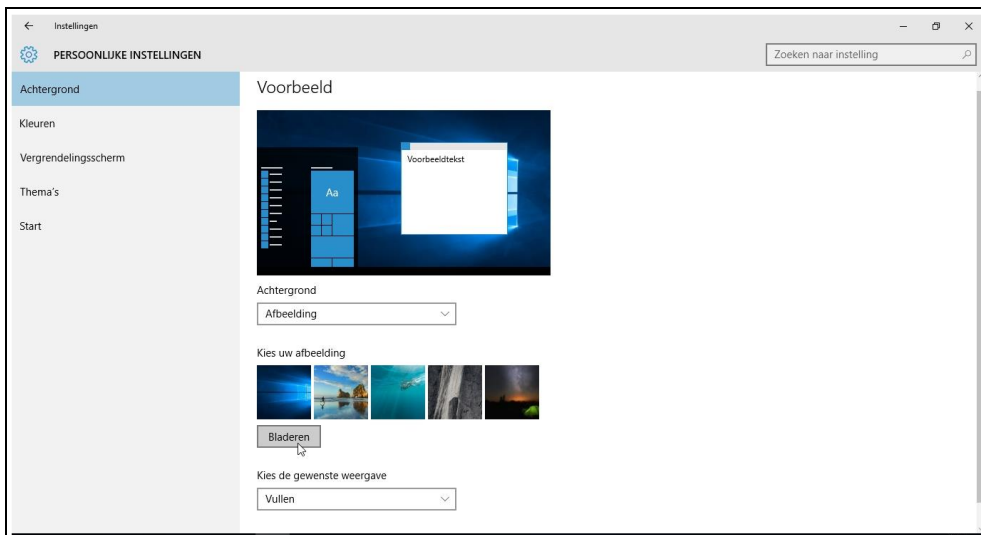 Instellingen
PERSOONLIJKE INSTELLINGEN
Zoeken naar instelling
Achtergrond
Kleuren
Vergrendelingsscherm
Thema's
Start
Voorbeeld
Voorbeeldtekst
Aa
Achtergrond
Afbeelding
Kies uw afbeelding
Bladeren
Kies de gewenste weergave
Vullen